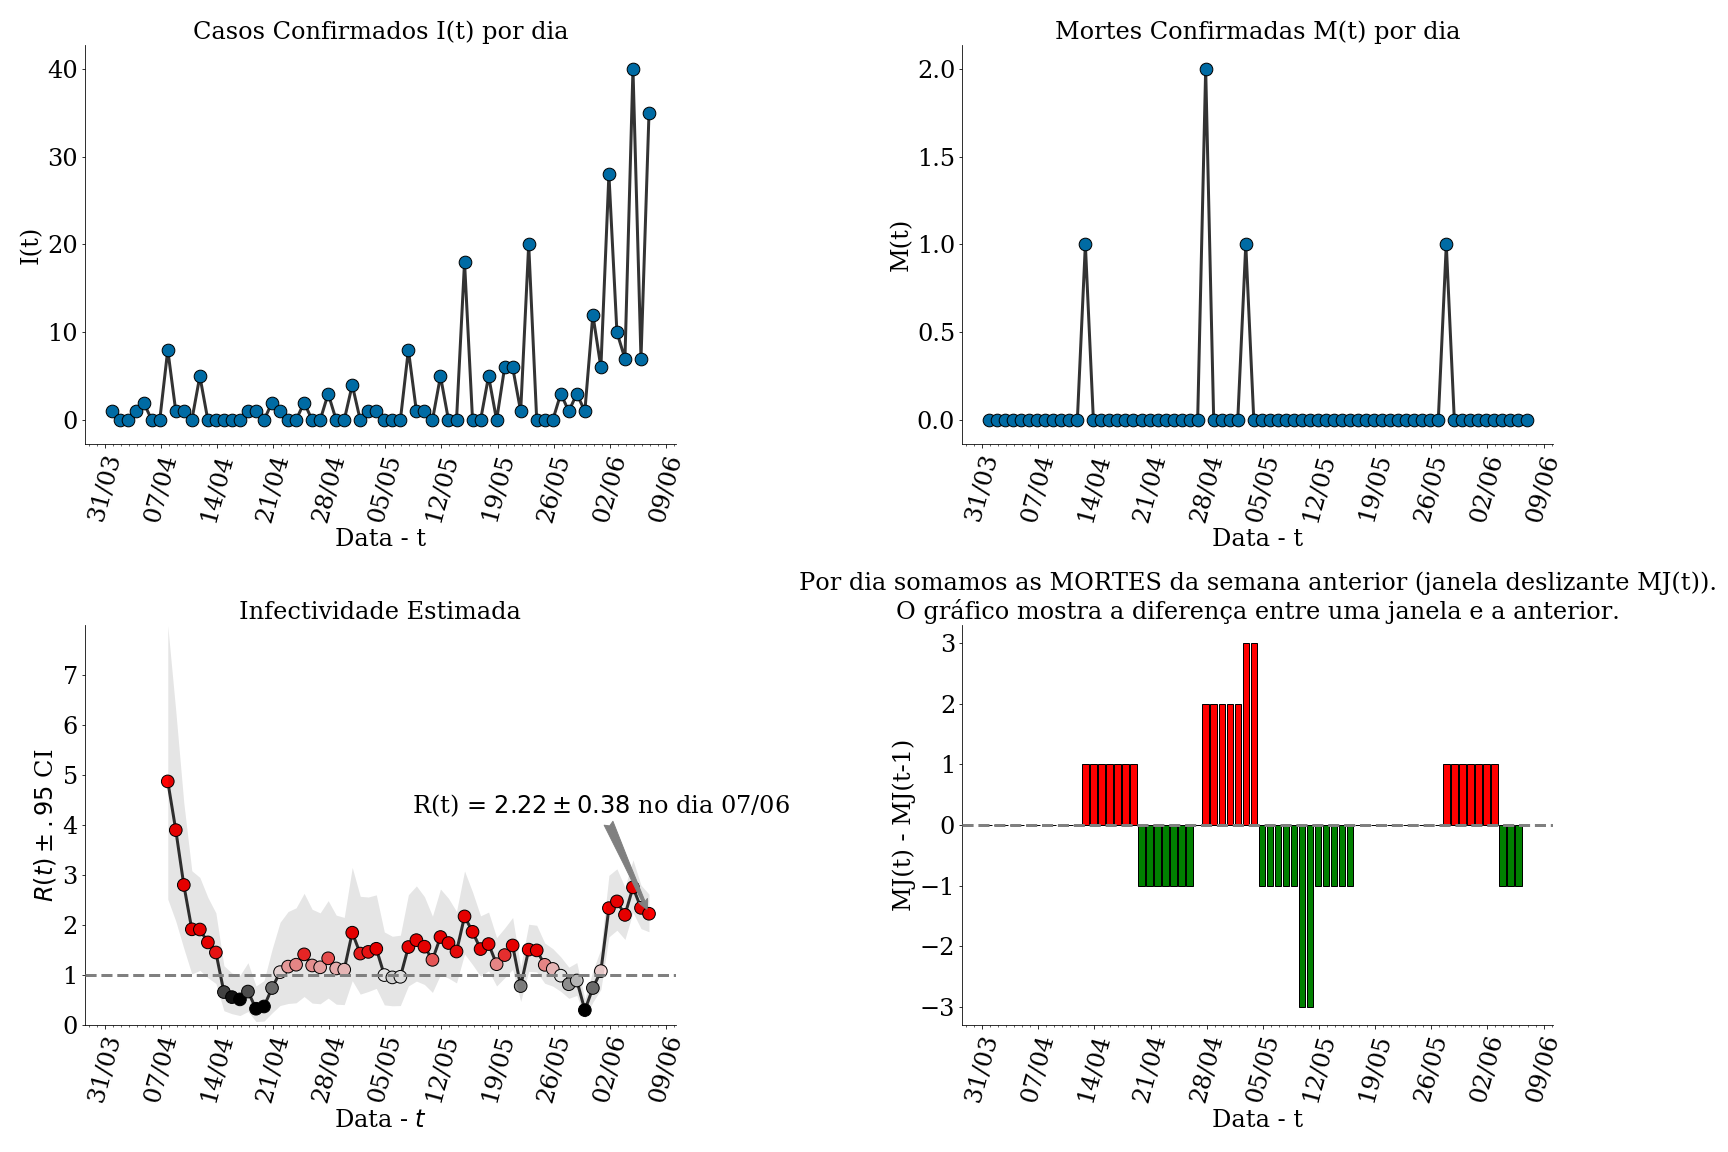 Casos Confirmados I(t) por dia
I(t)
40
30
20
10
0
31/03 07/04 14/04 21/04 28/04 05/05 12/05 19/05 26/05 02/06 09/06
Data - t
Mortes Confirmadas M(t) por dia
M(t)
2.0
1.5
1.0
0.5
0.0
31/03 07/04 14/04 21/04 28/04 05/05 12/05 19/05 26/05 02/06 09/06
Data - t
Infectividade Estimada
R(t) ± .95 CI
7
6
5
4
3
2
1
0
R(t) = 2.22 ± 0.38 no dia 07/06
31/03 07/04 14/04 21/04 28/04 05/05 12/05 19/05 26/05 02/06 09/06
Data - t
Por dia somamos as MORTES da semana anterior (janela deslizante MJ(t)).
O gráfico mostra a diferença entre uma janela e a anterior.
MJ(t) - MJ(t-1)
3
2
1
0
−1
−2
−3
31/03 07/04 14/04 21/04 28/04 05/05 12/05 19/05 26/05 02/06 09/06
Data - t